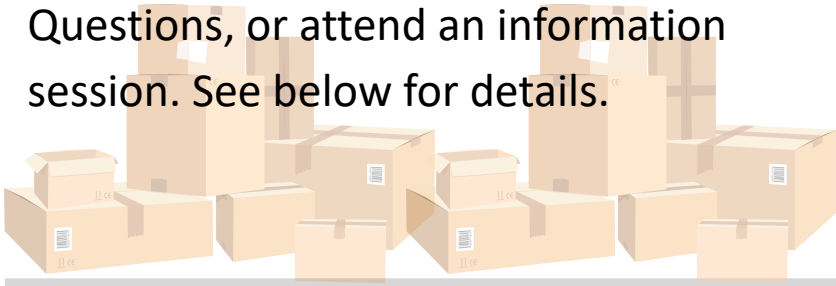 Questions, or attend an information
session. See below for details.